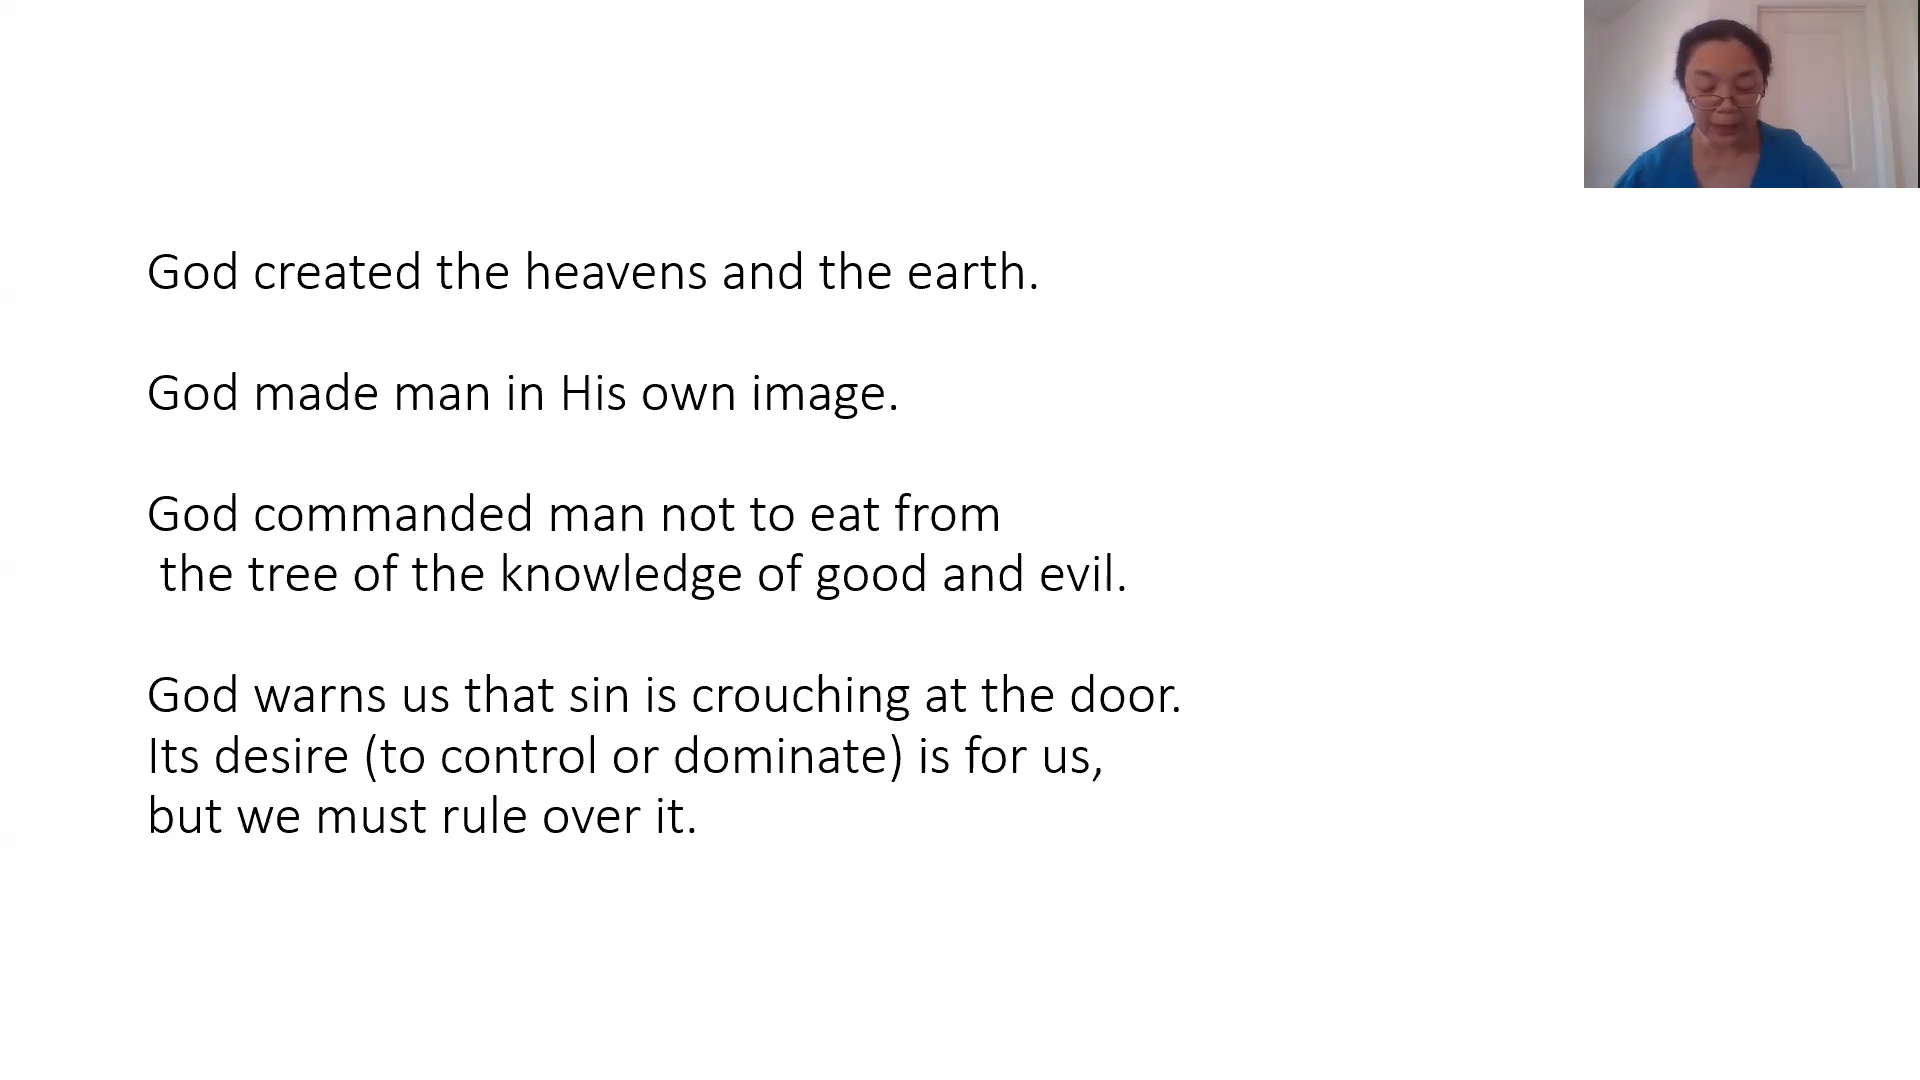 God created the heavens and the earth.
God made man in His own image.
God commanded man not to eat from
the tree of the knowledge of good and evil.
God warns us that sin is crouching at the door.
Its desire (to control or dominate) is for us,
but we must rule over it.